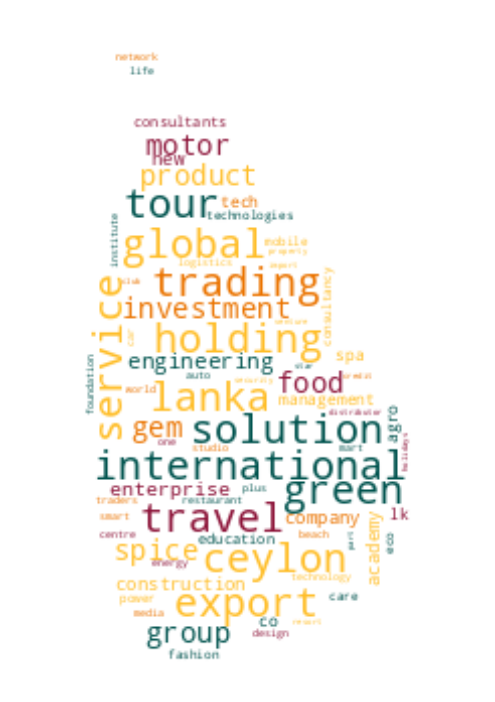 network
life
consultants
motor
new
product
tour tech
technologies
institute
global mobile
property
logistics export
trading
club
consultancy
investment
service
venture
car
holding
engineering spa
foundation
auto star
food credit
security
world lanka management
distributor
agro
gem solution
one
studio mart
holidays
international
enterprise plus green
traders restaurant
smart travel company lk
centre education beach
eco
academy
spice ceylon
energy
technology
construction
power export care
media
co
group design
fashion